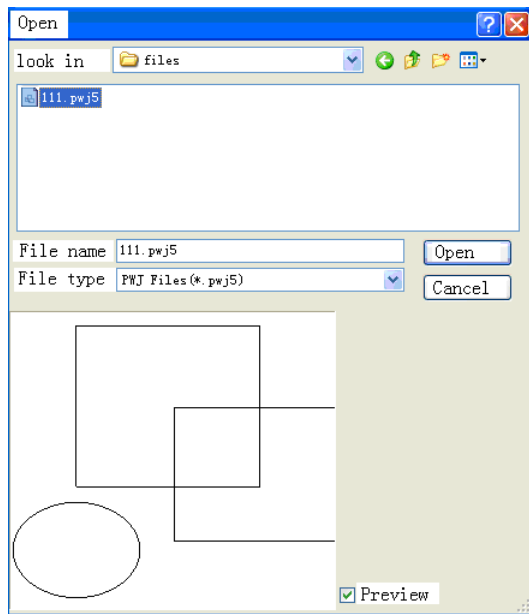 Open
look in files
111.pwj5
File name 111.pwj5 Open
File type PWJ Files(*.pwj5)
Cancel
Preview